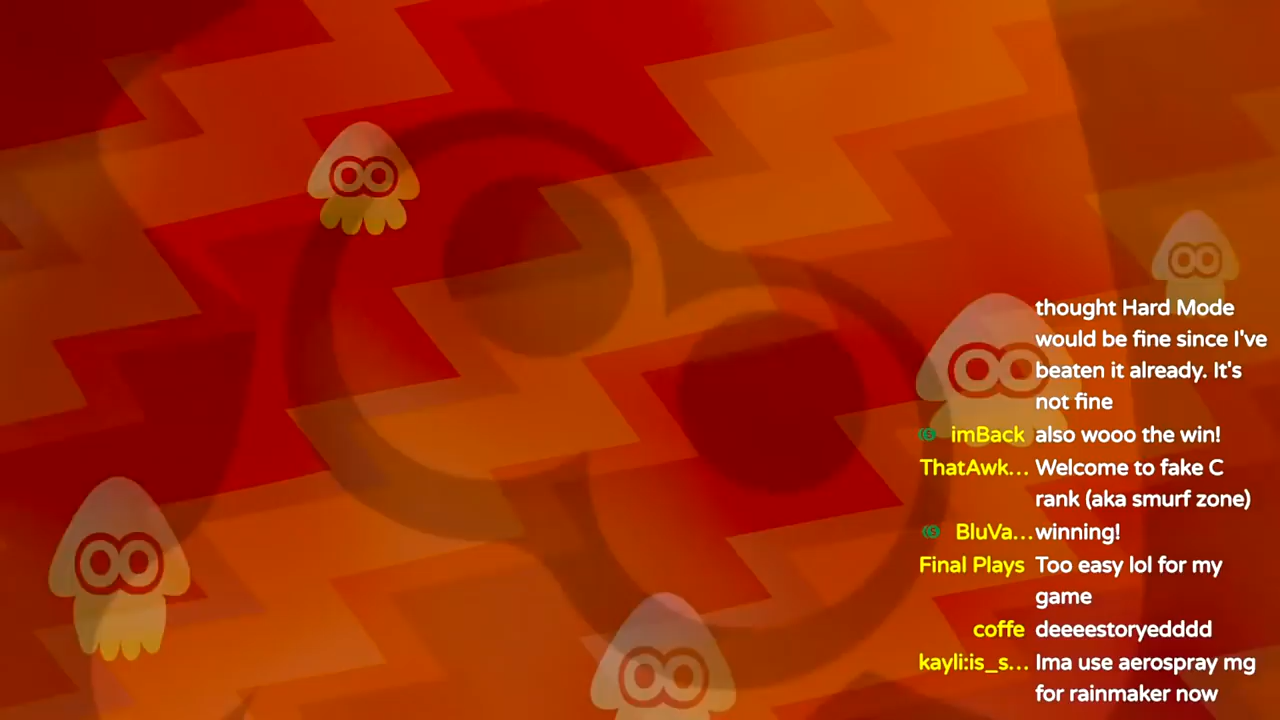 thought Hard Mode
would be fine since I've
beaten it already. It's
not fine
imBack also wooo the win!
ThatAwk... Welcome to fake C
rank (aka smurf zone)
BluVa... winning!
Final Plays Too easy lol for my
game
coffe deeeestoryedddd
kayli:is_s... Ima use aerospray mg
for rainmaker now